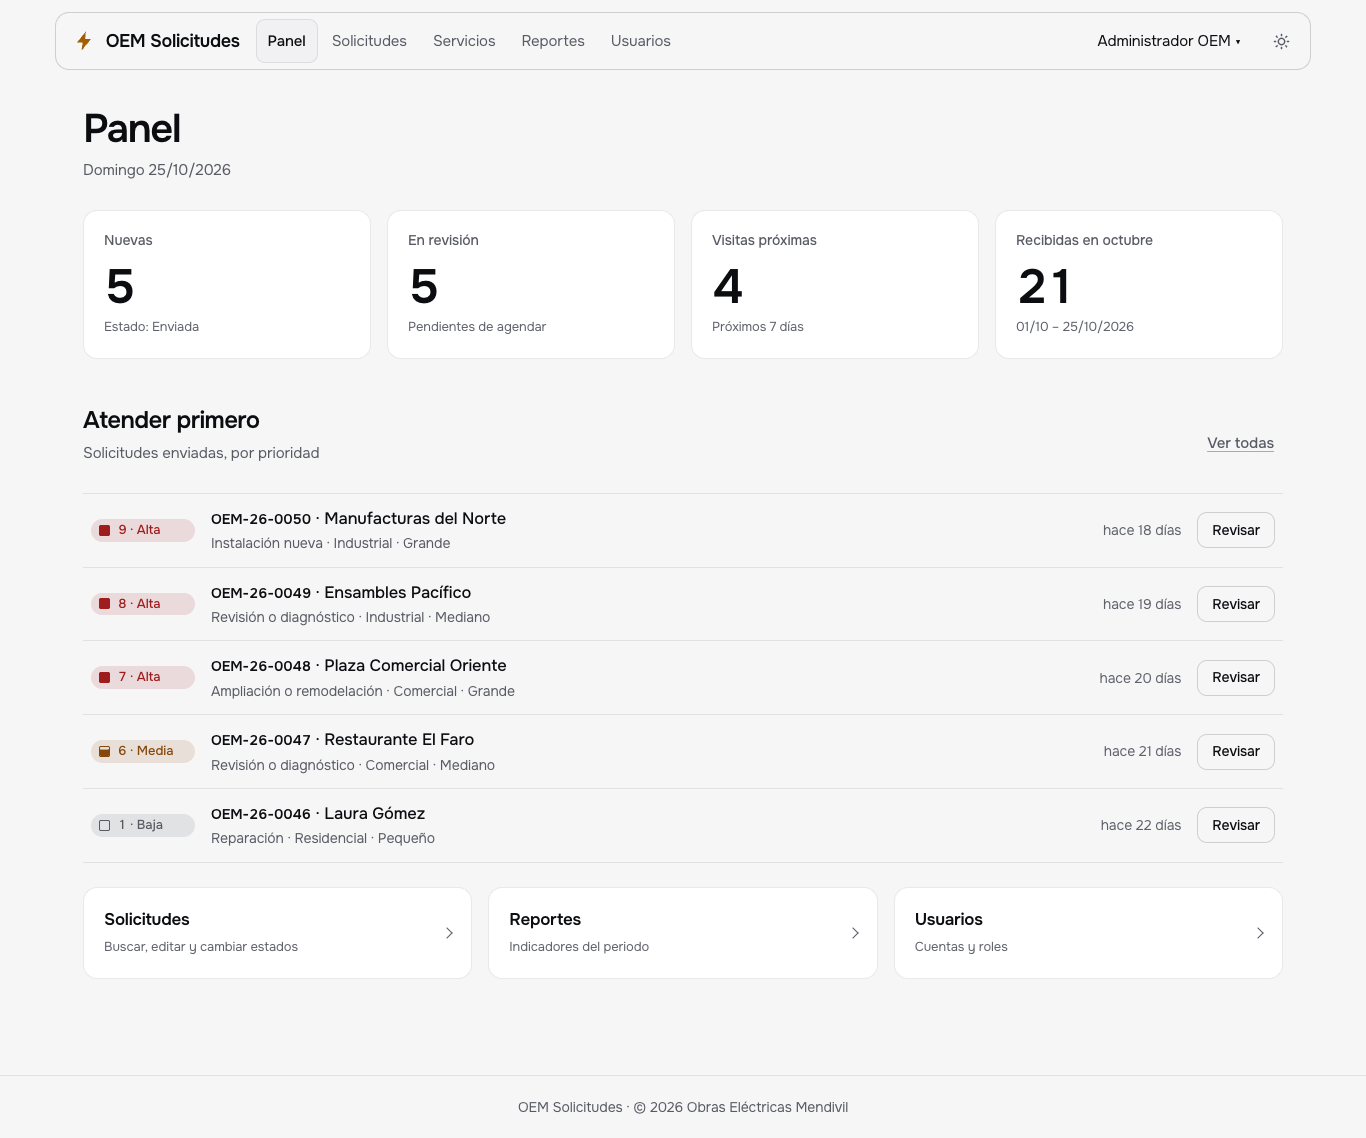 OEM Solicitudes Panel Solicitudes Servicios Reportes Usuarios Administrador OEM ▾
Panel
Domingo 25/10/2026
Nuevas
5
Estado: Enviada
En revisión
5
Pendientes de agendar
Visitas próximas
4
Próximos 7 días
Recibidas en octubre
21
01/10 – 25/10/2026
Atender primero
Solicitudes enviadas, por prioridad
Ver todas
9 · Alta
OEM-26-0050 · Manufacturas del Norte
Instalación nueva · Industrial · Grande
hace 18 días
Revisar
8 · Alta
OEM-26-0049 · Ensambles Pacífico
Revisión o diagnóstico · Industrial · Mediano
hace 19 días
Revisar
7 · Alta
OEM-26-0048 · Plaza Comercial Oriente
Ampliación o remodelación · Comercial · Grande
hace 20 días
Revisar
6 · Media
OEM-26-0047 · Restaurante El Faro
Revisión o diagnóstico · Comercial · Mediano
hace 21 días
Revisar
1 · Baja
OEM-26-0046 · Laura Gómez
Reparación · Residencial · Pequeño
hace 22 días
Revisar
Solicitudes
Buscar, editar y cambiar estados
Reportes
Indicadores del periodo
Usuarios
Cuentas y roles
OEM Solicitudes · © 2026 Obras Eléctricas Mendivil